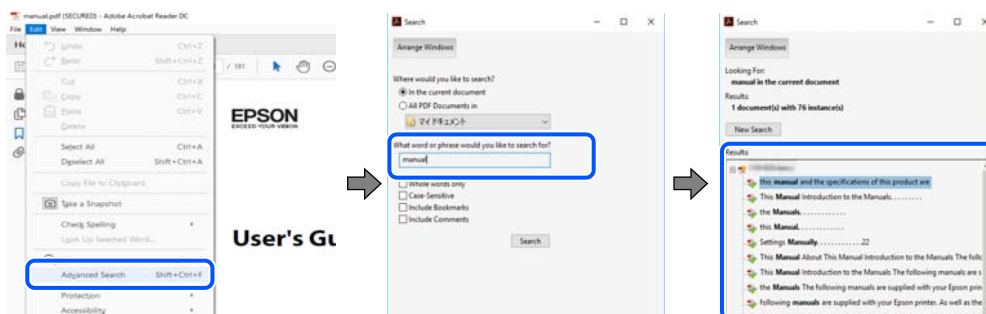 manual.pdf (SECURED) - Adobe Acrobat Reader DC
File Edit View Window Help
Undo Ctrl+Z
Redo Shift+Ctrl+Z
Cut Ctrl+X
Copy Ctrl+C
Paste Ctrl+V
Delete
Select All Ctrl+A
Deselect All Shift+Ctrl+A
Copy File to Clipboard
Take a Snapshot
Check Spelling
Look Up Selected Word...
Advanced Search Shift+Ctrl+F
Protection
Accessibility
/ 181
EPSON
EXCEED YOUR VISION
User's Gu
Search
Arrange Windows
Where would you like to search?
In the current document
All PDF Documents in
マイ ドキュメント
What word or phrase would you like to search for?
manual
Whole words only
Case-Sensitive
Include Bookmarks
Include Comments
Search
Search
Arrange Windows
Looking For:
manual in the current document
Results:
1 document(s) with 76 instance(s)
New Search
Results:
this manual and the specifications of this product are
This Manual Introduction to the Manuals. . . . . . . . .
the Manuals. . . . . . . . . . . . .
this Manual. . . . . . . . . . . . .
Settings Manually. . . . . . . . . . . . .22
This Manual About This Manual Introduction to the Manuals The follo
This Manual Introduction to the Manuals The following manuals are s
the Manuals The following manuals are supplied with your Epson prin
following manuals are supplied with your Epson printer. As well as the